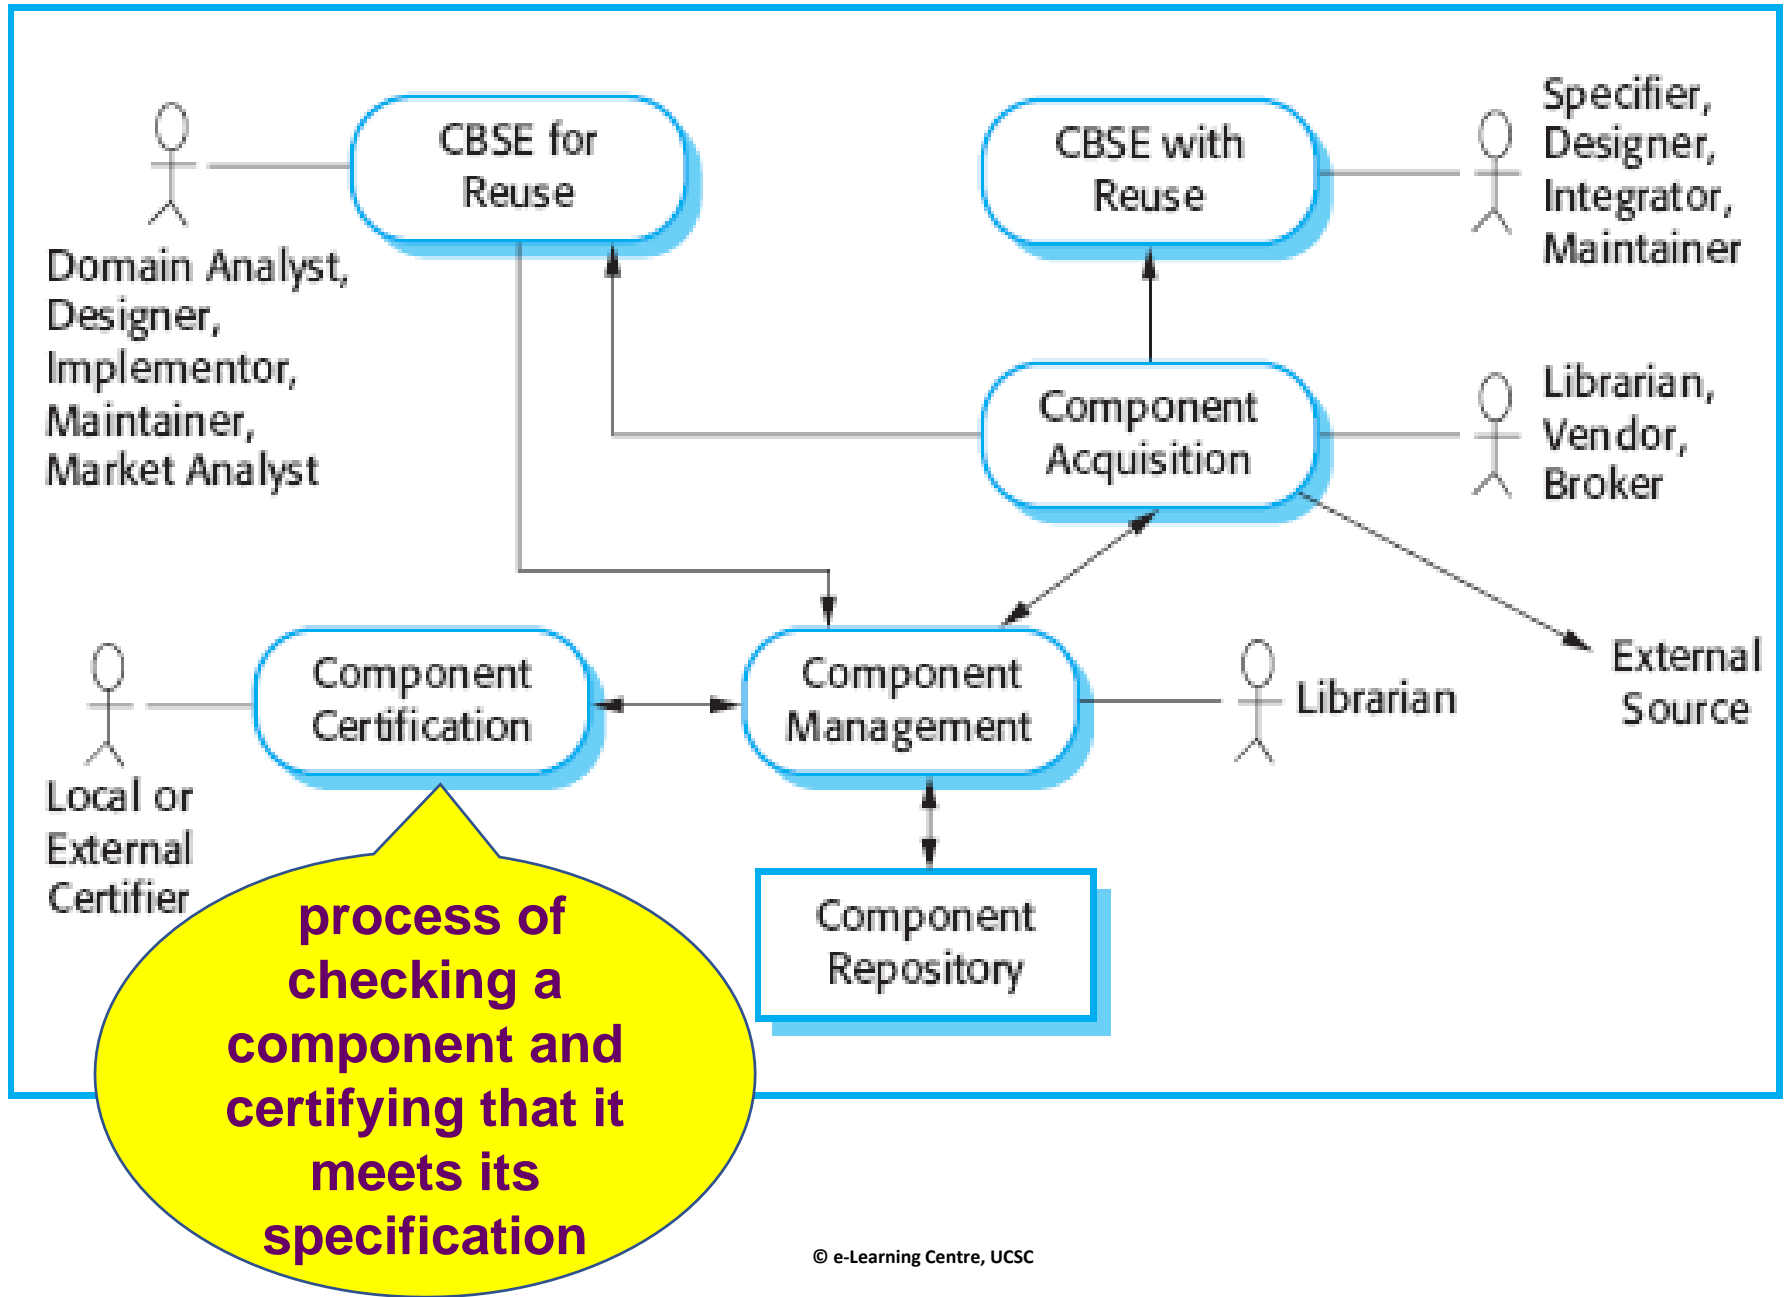 CBSE for
Reuse
CBSE with
Reuse
Specifier,
Designer,
Integrator,
Maintainer
Domain Analyst,
Designer,
Implementor,
Maintainer,
Market Analyst
Component
Acquisition
Librarian,
Vendor,
Broker
Component
Certification
Component
Management
Librarian
External
Source
Local or
External
Certifier
Component
Repository
process of
checking a
component and
certifying that it
meets its
specification
© e-Learning Centre, UCSC